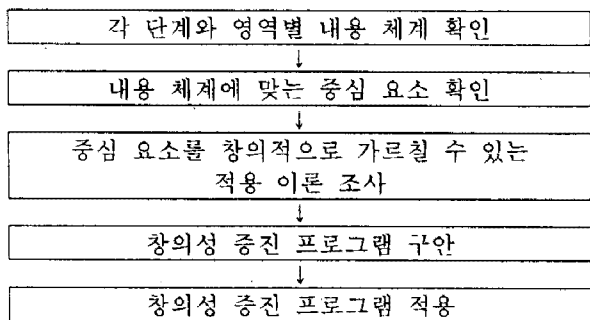 각 단계와 영역별 내용 체계 확인
↓
내용 체계에 맞는 중심 요소 확인
↓
중심 요소를 창의적으로 가르칠 수 있는
적용 이론 조사
↓
창의성 증진 프로그램 구안
↓
창의성 증진 프로그램 적용